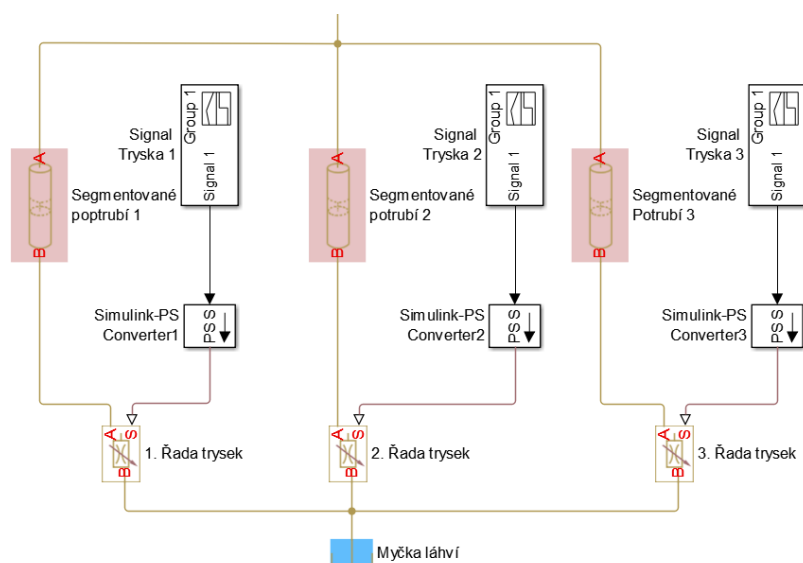 Group 1
Signal 1
Signal
Tryska 1
A
B
Segmentované
poptrubí 1
Simulink-PS
Converter1
PS S
A
S
B
1. Řada trysek
Group 1
Signal 1
Signal
Tryska 2
A
B
Segmentované
potrubí 2
Simulink-PS
Converter2
PS S
A
S
B
2. Řada trysek
Group 1
Signal 1
Signal
Tryska 3
A
B
Segmentované
Potrubí 3
Simulink-PS
Converter3
PS S
A
S
B
3. Řada trysek
Myčka láhví